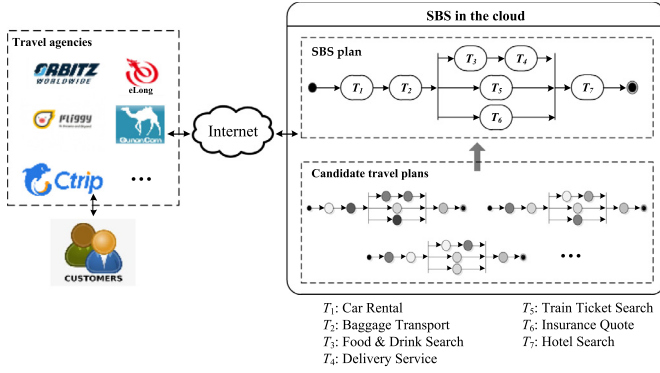 SBS in the cloud
Travel agencies
ORBITZ
WORLDWIDE
eLong
Fliggy
Qunar.Com
Ctrip
...
CUSTOMERS
Internet
SBS plan
T1
T2
T3
T4
T5
T6
T7
Candidate travel plans
...
T1: Car Rental
T2: Baggage Transport
T3: Food & Drink Search
T4: Delivery Service
T5: Train Ticket Search
T6: Insurance Quote
T7: Hotel Search